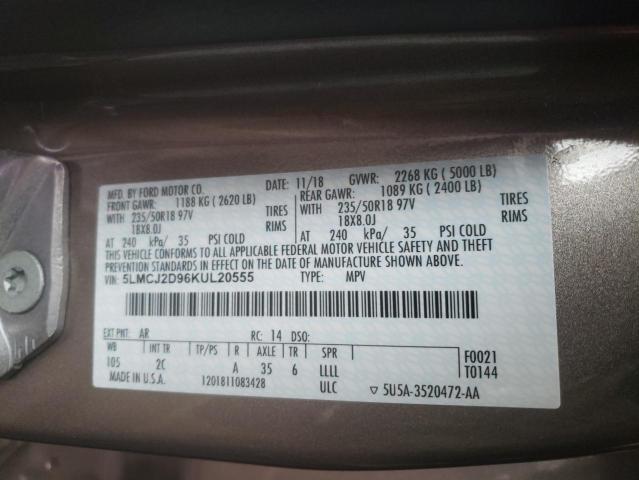 MFD. BY FORD MOTOR CO.
DATE: 11/18 GVWR: 2268 KG ( 5000 LB)
FRONT GAWR: 1188 KG ( 2620 LB)
REAR GAWR: 1089 KG ( 2400 LB)
WITH 235/50R18 97V TIRES
WITH 235/50R18 97V TIRES
18X8.0J RIMS
18X8.0J RIMS
AT 240 kPa/ 35 PSI COLD
AT 240 kPa/ 35 PSI COLD
THIS VEHICLE CONFORMS TO ALL APPLICABLE FEDERAL MOTOR VEHICLE SAFETY AND THEFT
PREVENTION STANDARDS IN EFFECT ON THE DATE OF MANUFACTURE SHOWN ABOVE.
VIN: 5LMCJ2D96KUL20555 TYPE: MPV
EXT PNT: AR RC: 14 DSO:
WB INT TR TP/PS R AXLE TR SPR
105 2C A 35 6 LLLL
F0021
T0144
MADE IN U.S.A. 1201811083428 ULC ▽ 5U5A-3520472-AA